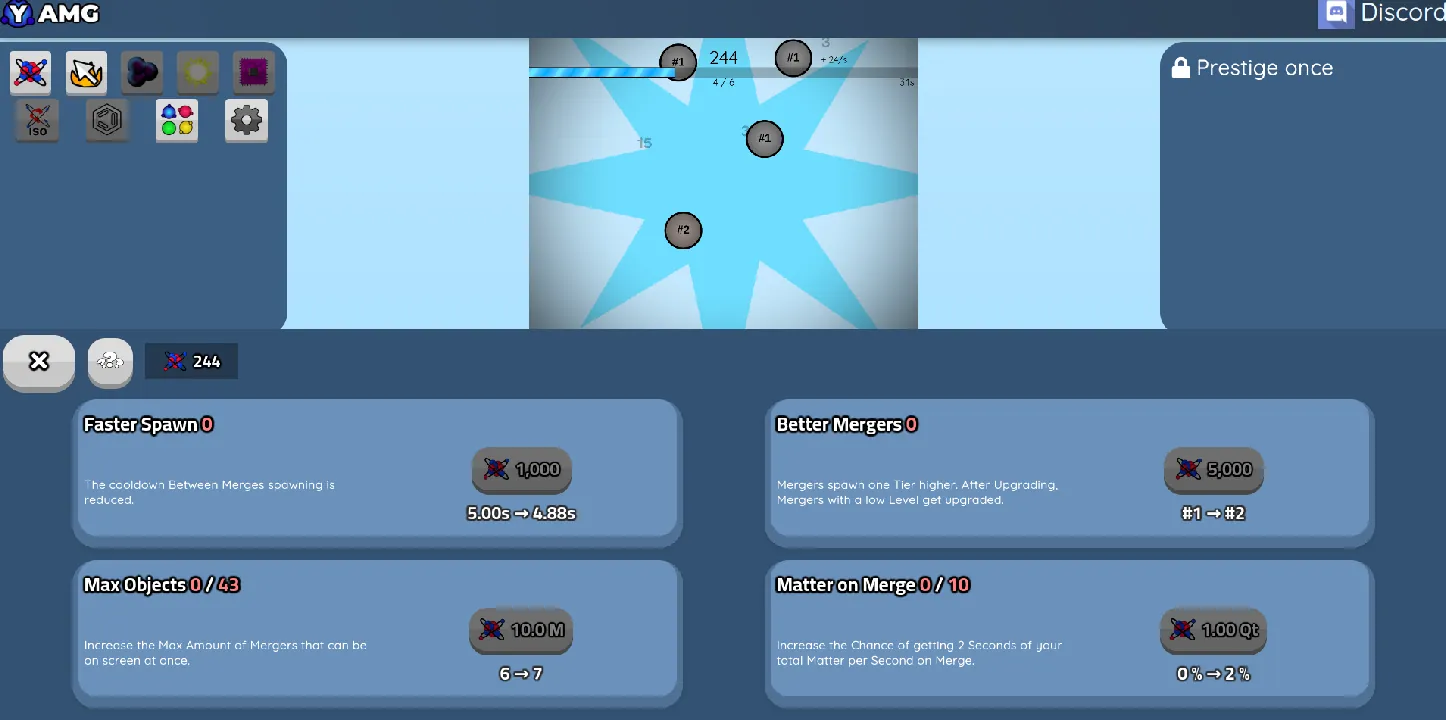 Y AMG
Discord
ISO
#1
244
#1
3
+ 24/s
4 / 6
31s
3
#1
15
#2
Prestige once
244
Faster Spawn 0
1,000
The cooldown Between Merges spawning is
reduced.
5.00s → 4.88s
Better Mergers 0
5,000
Mergers spawn one Tier higher. After Upgrading,
Mergers with a low Level get upgraded.
#1 → #2
Max Objects 0 / 43
10.0 M
Increase the Max Amount of Mergers that can be
on screen at once.
6 → 7
Matter on Merge 0 / 10
1.00 Qt
Increase the Chance of getting 2 Seconds of your
total Matter per Second on Merge.
0 % → 2 %